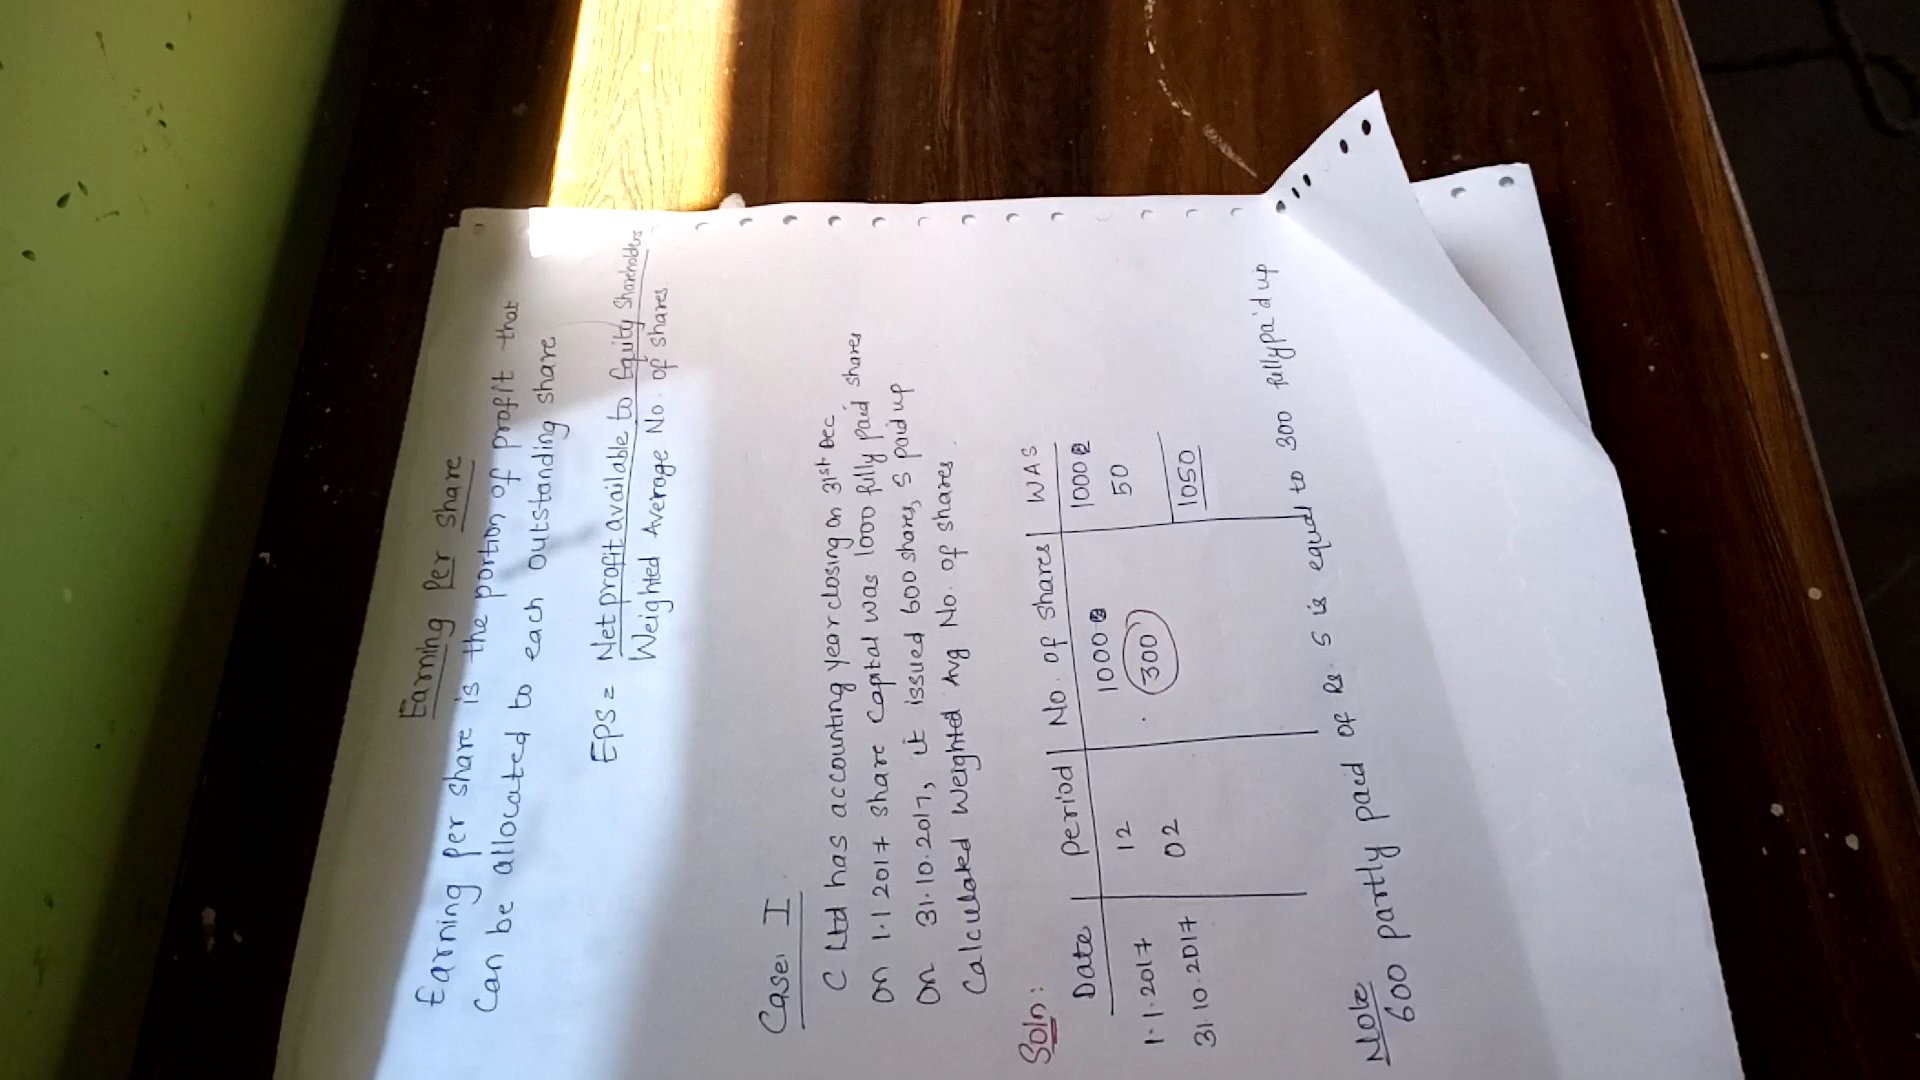 Earning Per Share
Earning Per share is the portion of profit that
Can be allocated to each outstanding share
EPS = Net profit available to Equity Shareholders
Weighted Average No. of shares.
Case: I
C Ltd has accounting year closing on 31st Dec
On 1.1.2017 share Capital was 1000 fully paid shares
On 31.10.2017, it issued 600 shares, 5 paid up
Calculated Weighted Avg No. of shares.
Soln:
Date period No. of shares WAS
1.1.2017 12 1000 1000
31.10.2017 02 300 50
1050
Note
600 partly paid of Rs. 5 is equal to 300 fully pa'd up